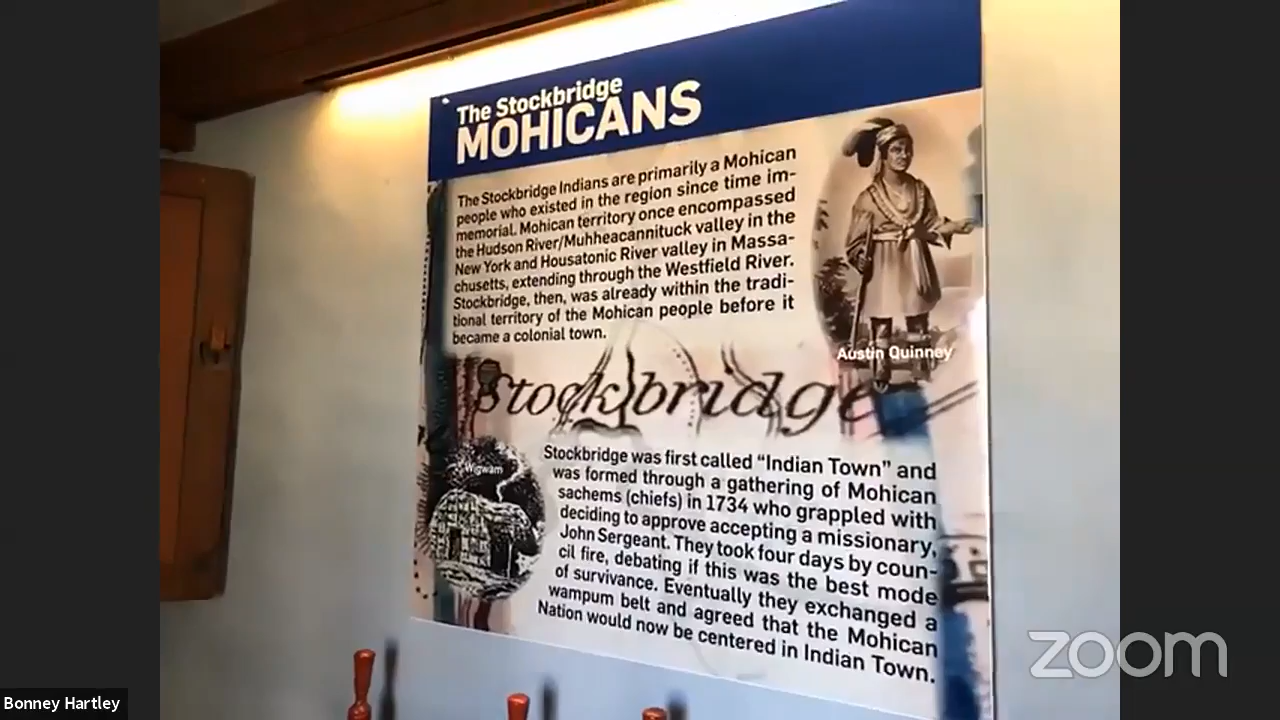 The Stockbridge
MOHICANS
The Stockbridge Indians are primarily a Mohican
people who existed in the region since time im-
memorial. Mohican territory once encompassed
the Hudson River/Muhheacannituck valley in the
New York and Housatonic River valley in Massa-
chusetts, extending through the Westfield River.
Stockbridge, then, was already within the tradi-
tional territory of the Mohican people before it
became a colonial town.
Austin Quinney
Stockbridge
Wigwam
Stockbridge was first called “Indian Town” and
was formed through a gathering of Mohican
sachems (chiefs) in 1734 who grappled with
deciding to approve accepting a missionary,
John Sergeant. They took four days by coun-
cil fire, debating if this was the best mode
of survivance. Eventually they exchanged a
wampum belt and agreed that the Mohican
Nation would now be centered in Indian Town.
zoom
Bonney Hartley